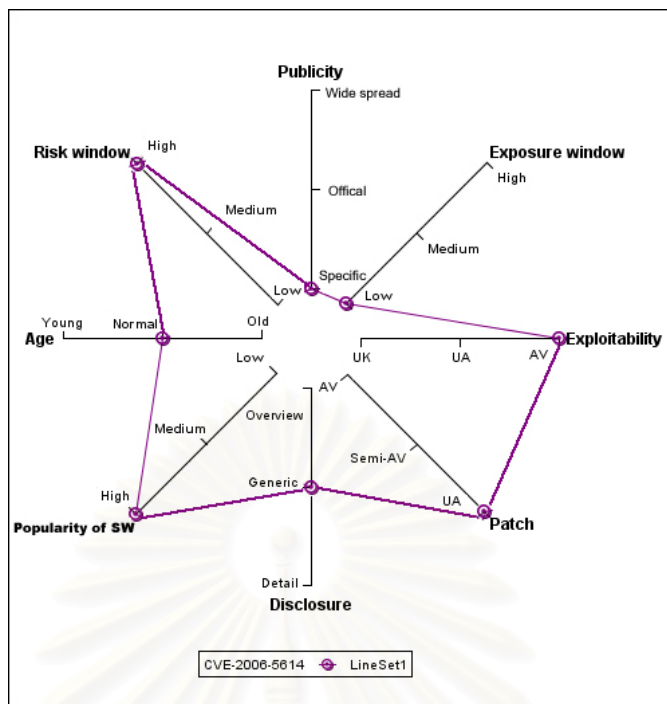 Publicity
Wide spread
Risk window
High
Exposure window
High
Medium
Offical
Medium
Low
Specific
Low
Young
Normal
Old
Age
UK
UA
AV
Exploitability
Low
AV
Medium
Overview
Semi-AV
High
Generic
UA
Popularity of SW
Patch
Detail
Disclosure
CVE-2006-5614
LineSet1